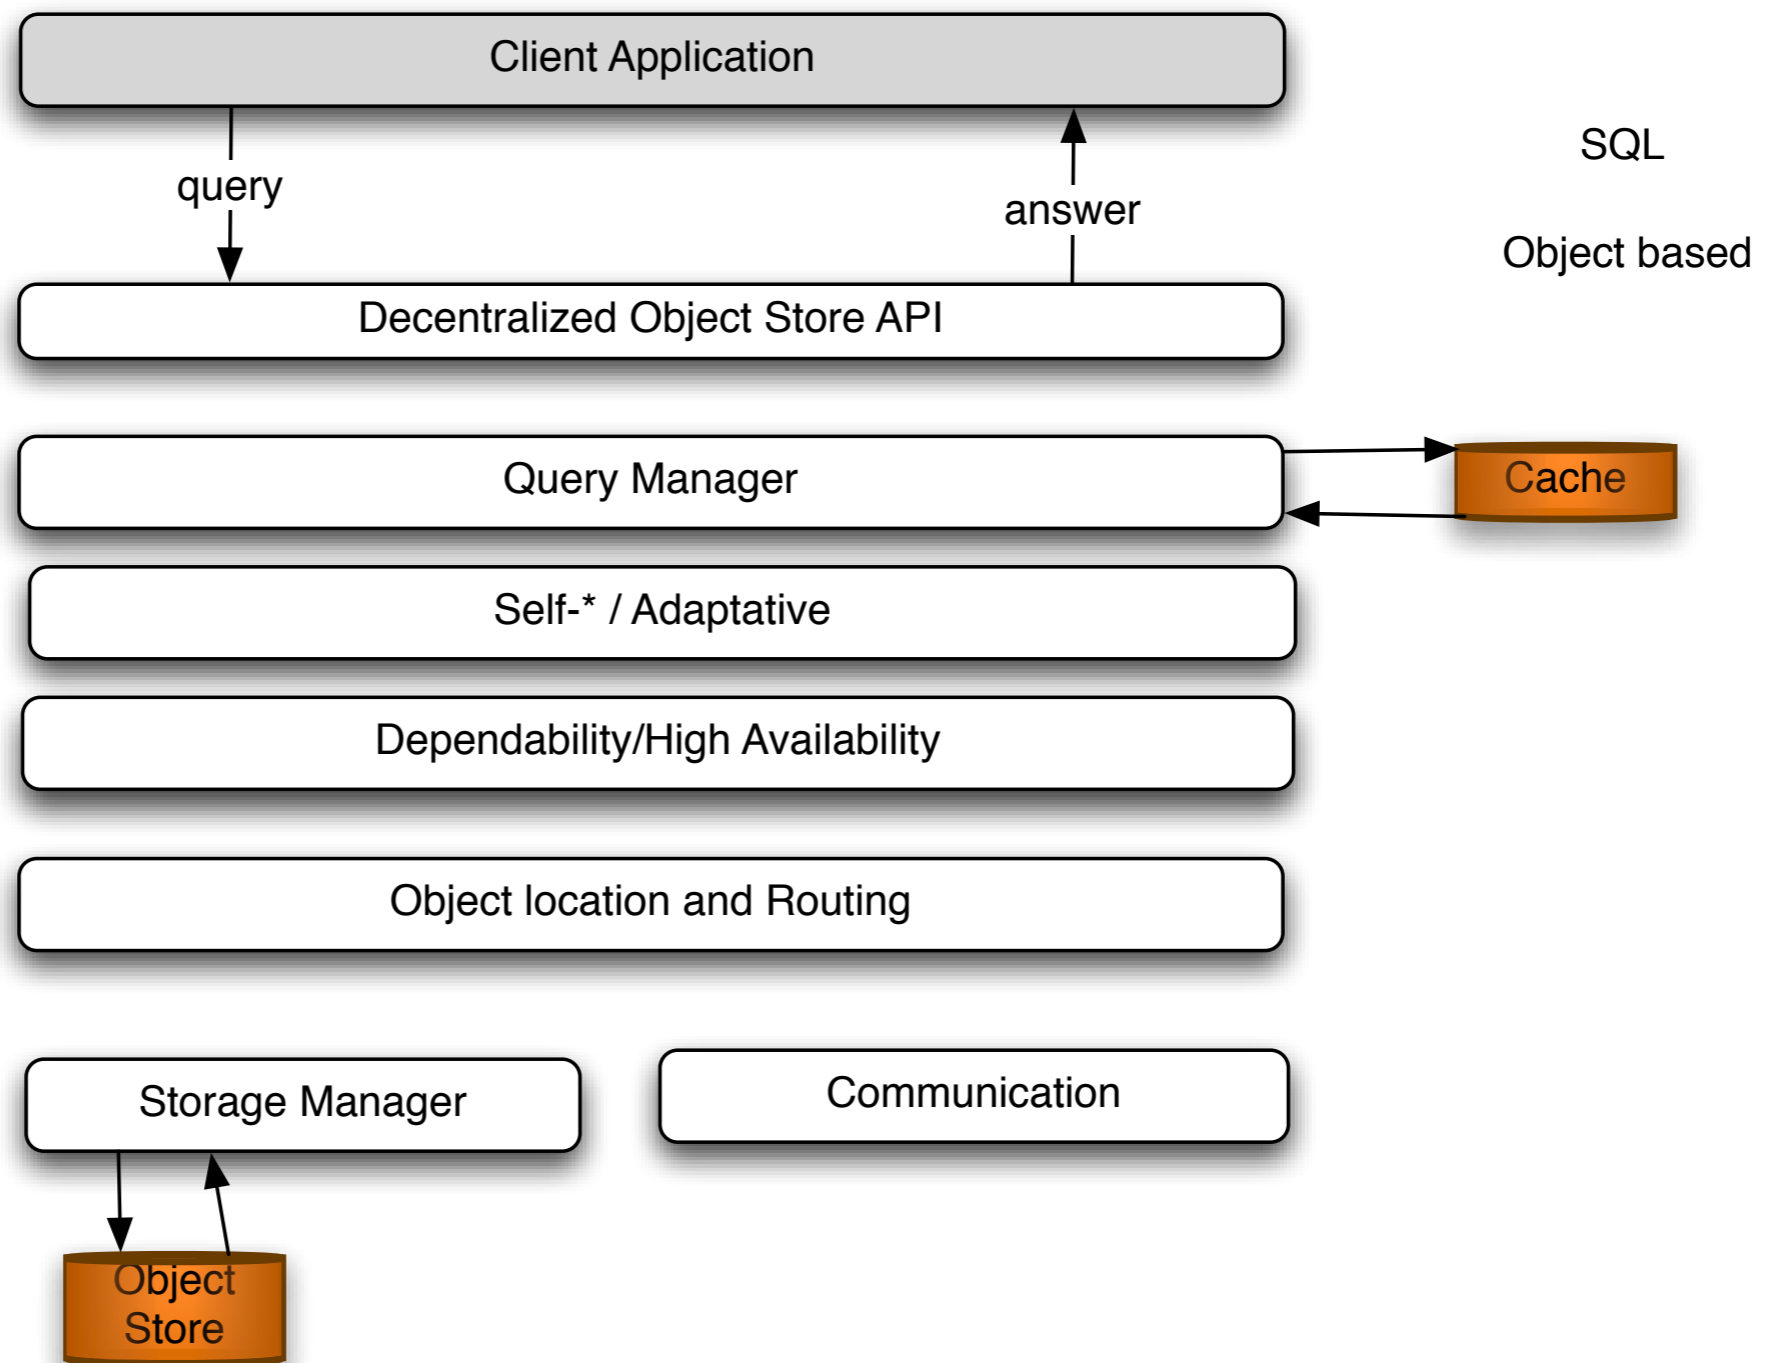 Client Application
SQL
query
answer
Object based
Decentralized Object Store API
Query Manager
Cache
Self-* / Adaptative
Dependability/High Availability
Object location and Routing
Storage Manager
Communication
Object
Store